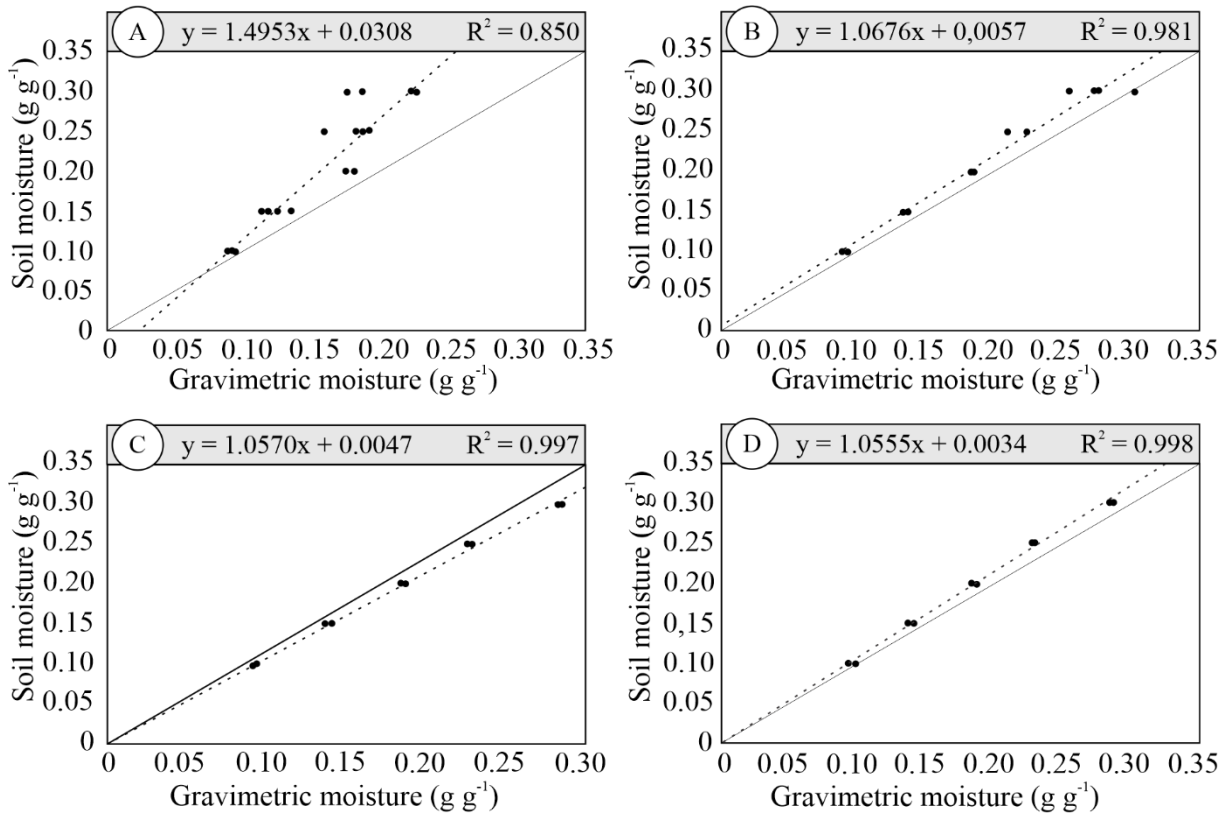 A y = 1.4953x + 0.0308 R² = 0.850
0.35
0.30
0.25
0.20
0.15
0.10
0.05
0
Soil moisture (g g⁻¹)
0 0.05 0.10 0.15 0.20 0.25 0.30 0.35
Gravimetric moisture (g g⁻¹)
B y = 1.0676x + 0,0057 R² = 0.981
0.35
0.30
0.25
0.20
0.15
0.10
0.05
0
Soil moisture (g g⁻¹)
0 0.05 0.10 0.15 0.20 0.25 0.30 0.35
Gravimetric moisture (g g⁻¹)
C y = 1.0570x + 0.0047 R² = 0.997
0.35
0.30
0.25
0.20
0.15
0.10
0.05
0
Soil moisture (g g⁻¹)
0 0.05 0.10 0.15 0.20 0.25 0.30
Gravimetric moisture (g g⁻¹)
D y = 1.0555x + 0.0034 R² = 0.998
0.35
0.30
0.25
0.20
0,15
0.10
0.05
0
Soil moisture (g g⁻¹)
0 0.05 0.10 0.15 0.20 0.25 0.30 0.35
Gravimetric moisture (g g⁻¹)